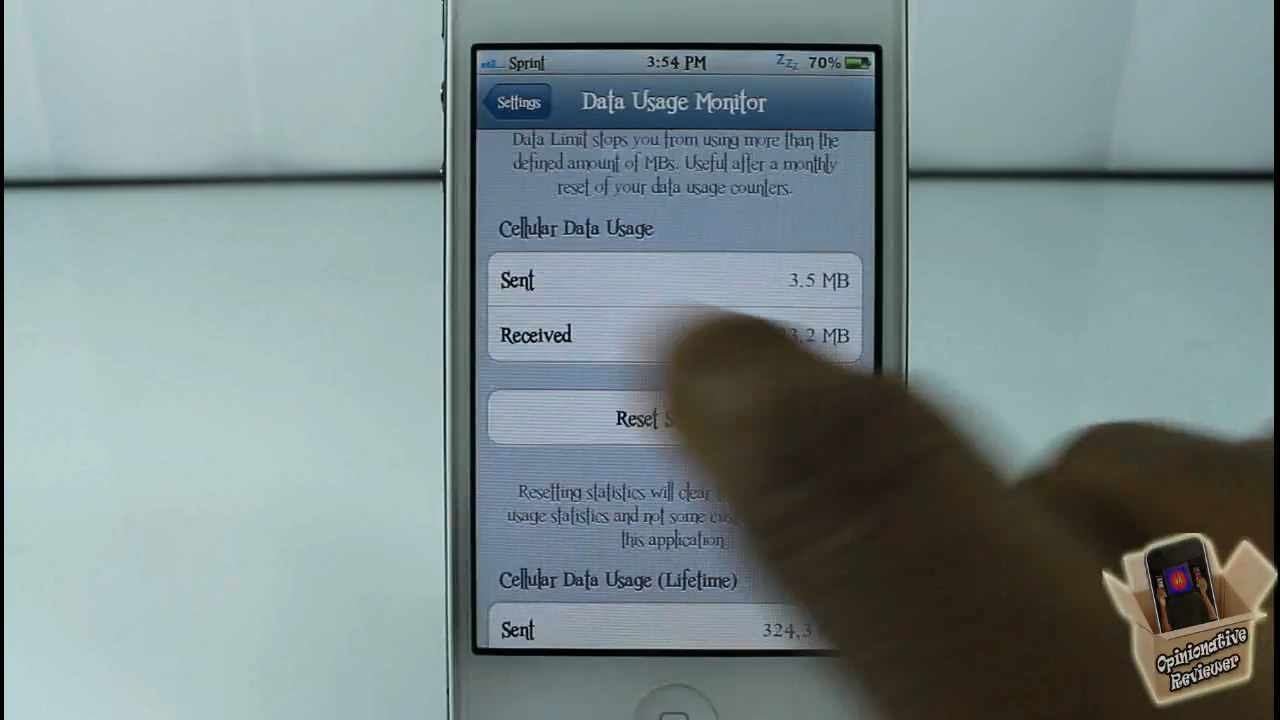 Sprint 3:54 PM Zzz 70%
Settings Data Usage Monitor
Data Limit stops you from using more than the
defined amount of MBs. Useful after a monthly
reset of your data usage counters.
Cellular Data Usage
Sent 3.5 MB
Received MB
Reset
Resetting statistics will clear
usage statistics and not some
this application.
Cellular Data Usage (Lifetime)
Sent
Opinionative
Reviewer